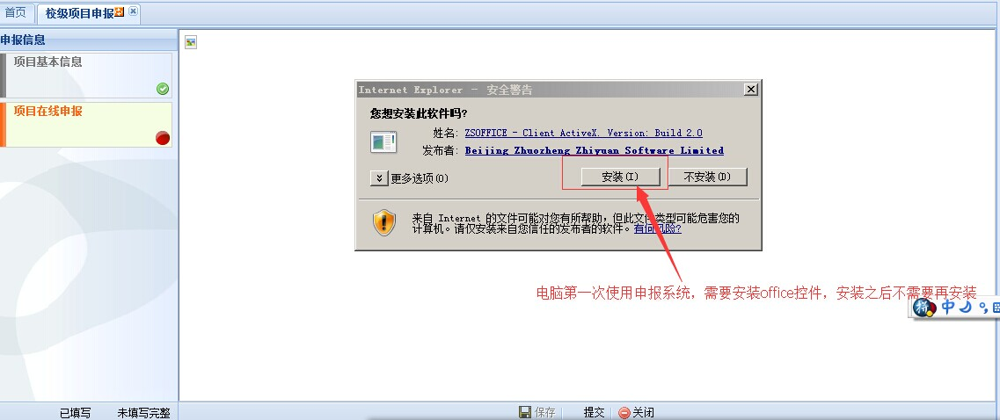 首页
校级项目申报
申报信息
项目基本信息
项目在线申报
Internet Explorer - 安全警告
您想安装此软件吗?
姓名: ZSOFFICE - Client ActiveX. Version: Build 2.0
发布者: Beijing Zhuozheng Zhiyuan Software Limited
更多选项(O)
安装(I)
不安装(D)
来自 Internet 的文件可能对您有所帮助，但此文件类型可能危害您的
计算机。请仅安装来自您信任的发布者的软件。有何风险?
电脑第一次使用申报系统，需要安装office控件，安装之后不需要再安装
拼 中
已填写
未填写完整
保存
提交
关闭